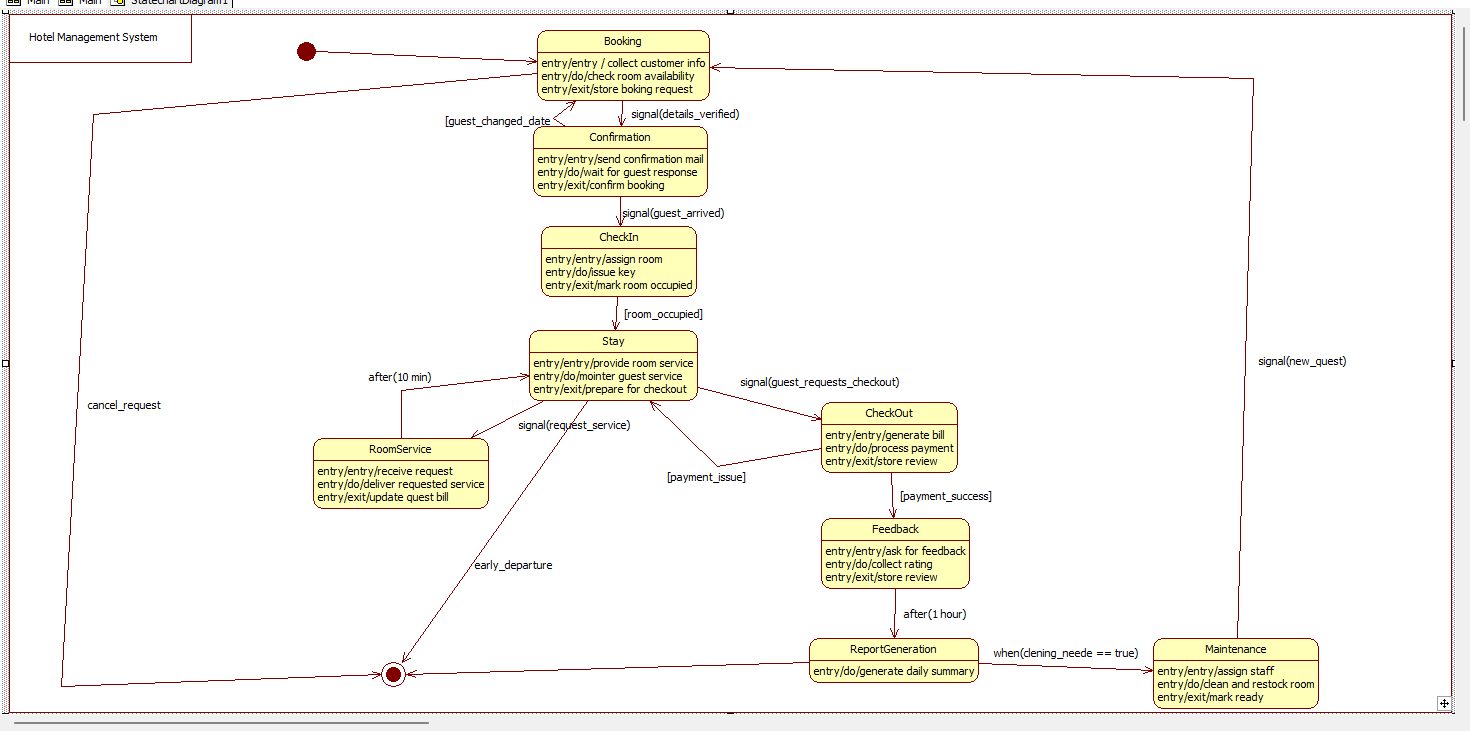 Main
Main
StatechartDiagram1
Hotel Management System
Booking
entry/entry / collect customer info
entry/do/check room availability
entry/exit/store boking request
[guest_changed_date
signal(details_verified)
Confirmation
entry/entry/send confirmation mail
entry/do/wait for guest response
entry/exit/confirm booking
signal(guest_arrived)
CheckIn
entry/entry/assign room
entry/do/issue key
entry/exit/mark room occupied
[room_occupied]
Stay
entry/entry/provide room service
entry/do/mointer guest service
entry/exit/prepare for checkout
after(10 min)
signal(guest_requests_checkout)
signal(new_quest)
cancel_request
signal(request_service)
CheckOut
entry/entry/generate bill
entry/do/process payment
entry/exit/store review
RoomService
entry/entry/receive request
entry/do/deliver requested service
entry/exit/update quest bill
[payment_issue]
[payment_success]
Feedback
entry/entry/ask for feedback
entry/do/collect rating
entry/exit/store review
early_departure
after(1 hour)
ReportGeneration
entry/do/generate daily summary
when(clening_neede == true)
Maintenance
entry/entry/assign staff
entry/do/clean and restock room
entry/exit/mark ready